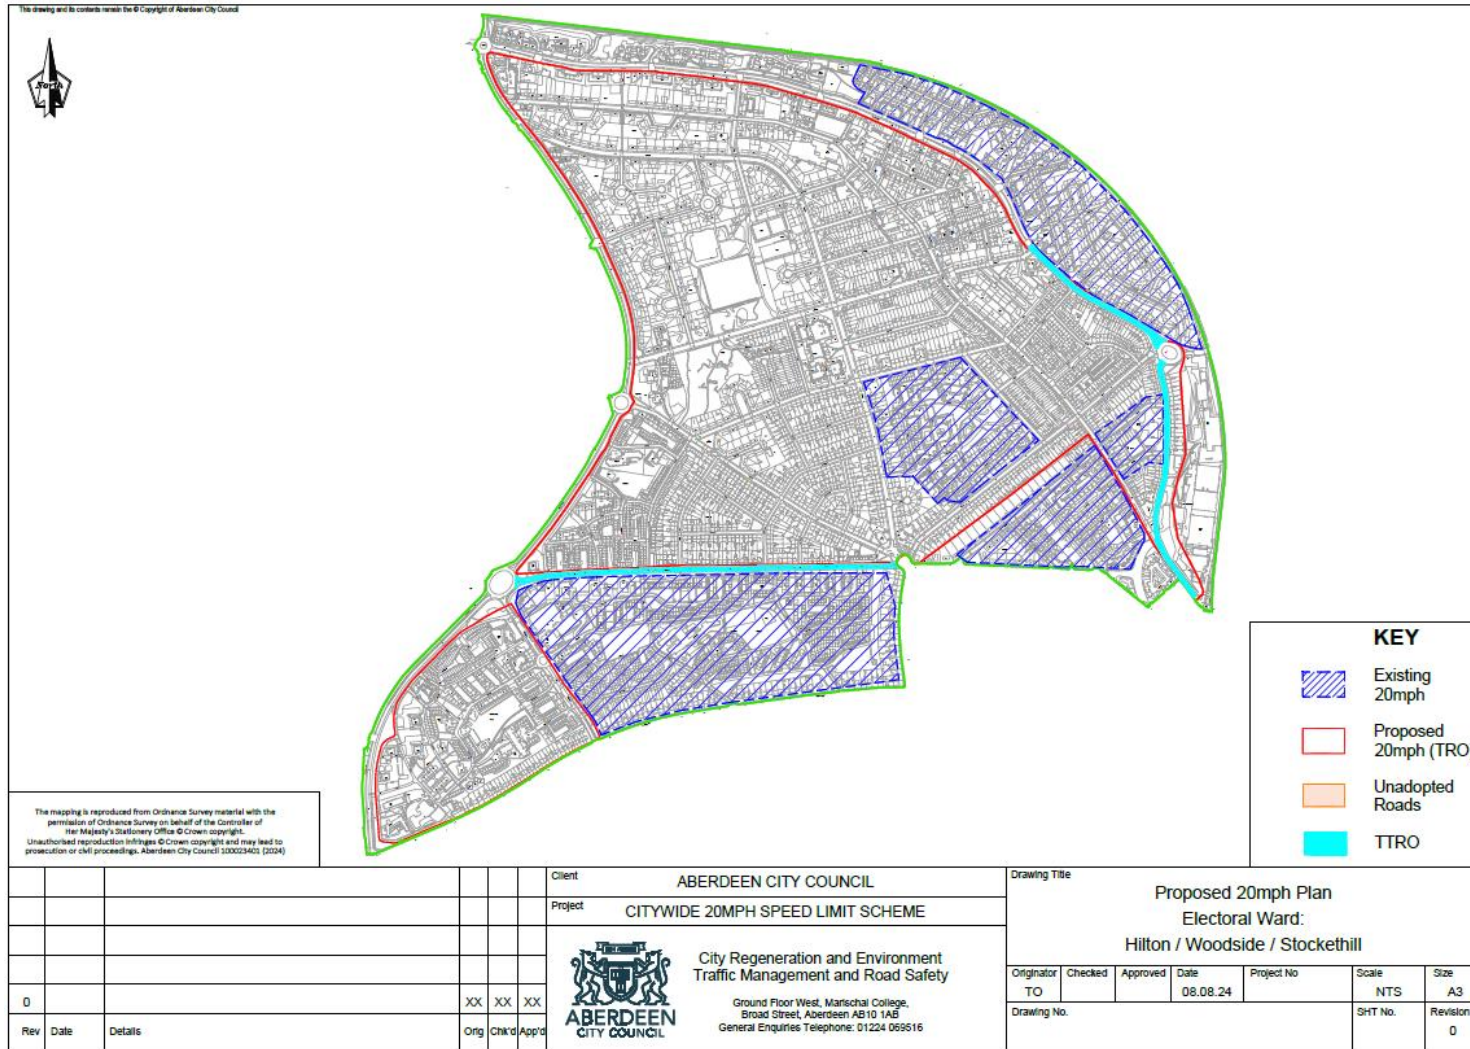 This drawing and its contents remain the © Copyright of Aberdeen City Council
North
KEY
Existing
20mph
Proposed
20mph (TRO
Unadopted
Roads
TTRO
The mapping is reproduced from Ordnance Survey material with the
permission of Ordnance Survey on behalf of the Controller of
Her Majesty's Stationery Office © Crown copyright.
Unauthorised reproduction infringes © Crown copyright and may lead to
prosecution or civil proceedings. Aberdeen City Council 100023401 (2024)
Client
ABERDEEN CITY COUNCIL
Project
CITYWIDE 20MPH SPEED LIMIT SCHEME
City Regeneration and Environment
Traffic Management and Road Safety
Ground Floor West, Marischal College,
Broad Street, Aberdeen AB10 1AB
General Enquiries Telephone: 01224 069516
ABERDEEN
CITY COUNCIL
Drawing Title
Proposed 20mph Plan
Electoral Ward:
Hilton / Woodside / Stockethill
Originator Checked Approved Date Project No Scale Size
TO 08.08.24 NTS A3
Drawing No. SHT No. Revision
0
0 XX XX XX
Rev Date Details Orig Chk'd App'd